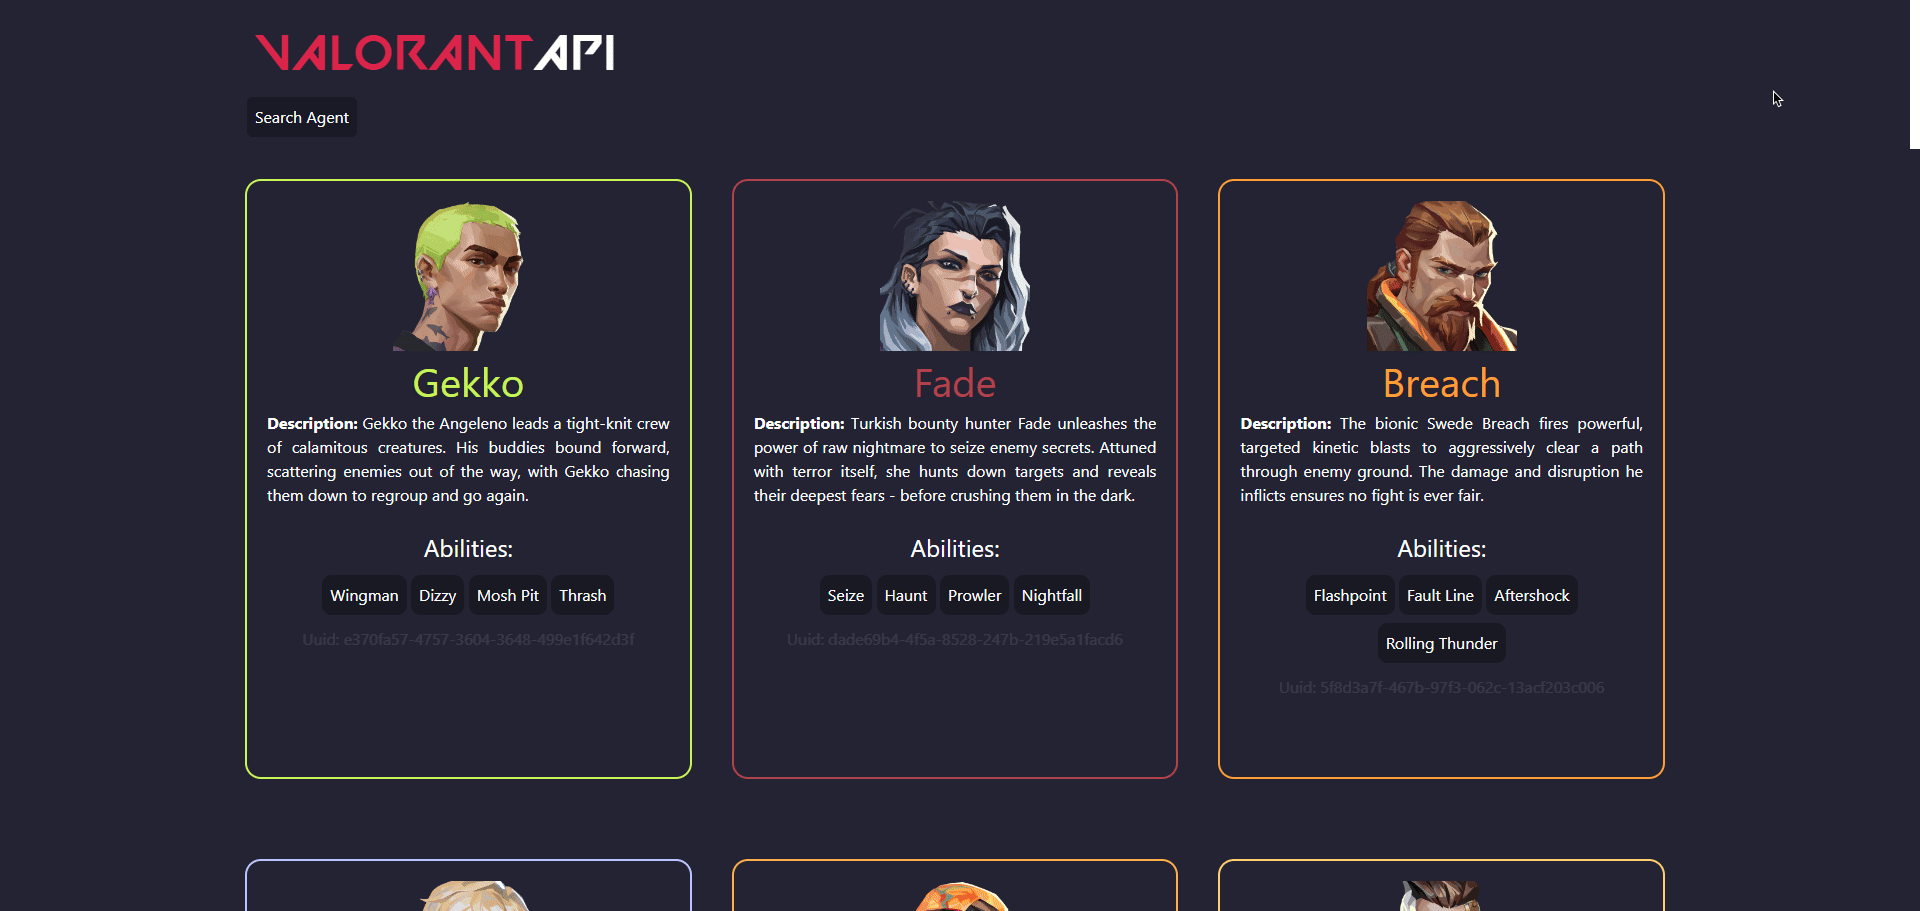 VALORANTAPI
Search Agent
Gekko
Description: Gekko the Angeleno leads a tight-knit crew
of calamitous creatures. His buddies bound forward,
scattering enemies out of the way, with Gekko chasing
them down to regroup and go again.
Abilities:
Wingman Dizzy Mosh Pit Thrash
Uuid: e370fa57-4757-3604-3648-499e1f642d3f
Fade
Description: Turkish bounty hunter Fade unleashes the
power of raw nightmare to seize enemy secrets. Attuned
with terror itself, she hunts down targets and reveals
their deepest fears - before crushing them in the dark.
Abilities:
Seize Haunt Prowler Nightfall
Uuid: dade69b4-4f5a-8528-247b-219e5a1facd6
Breach
Description: The bionic Swede Breach fires powerful,
targeted kinetic blasts to aggressively clear a path
through enemy ground. The damage and disruption he
inflicts ensures no fight is ever fair.
Abilities:
Flashpoint Fault Line Aftershock
Rolling Thunder
Uuid: 5f8d3a7f-467b-97f3-062c-13acf203c006